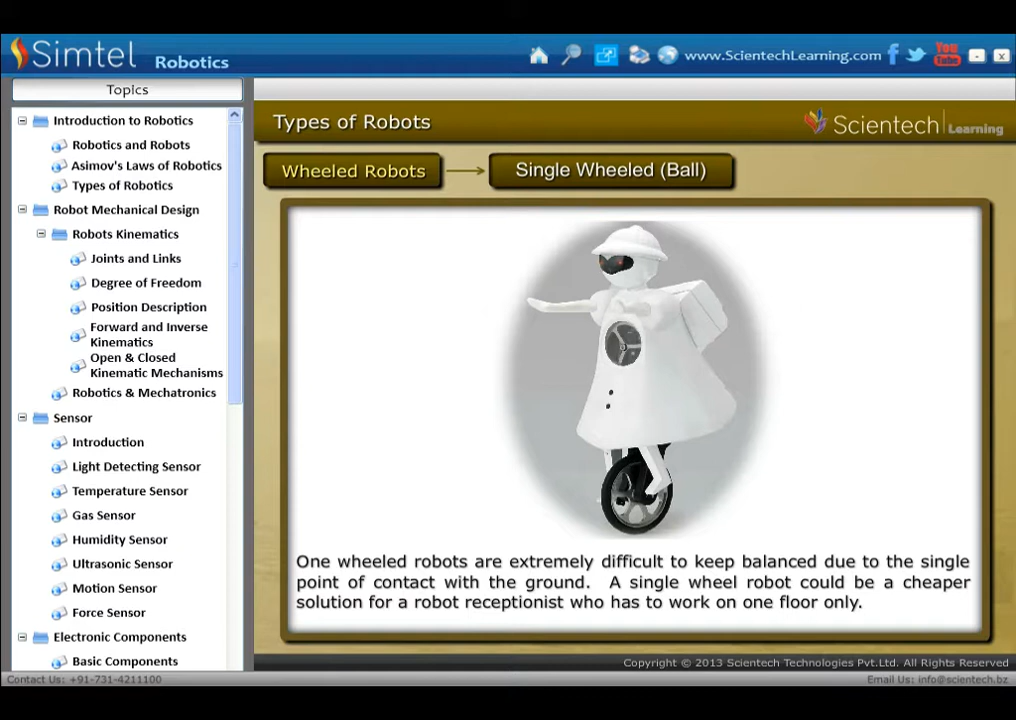 Simtel Robotics
www.ScientechLearning.com
You
Tube
Topics
Introduction to Robotics
Robotics and Robots
Asimov's Laws of Robotics
Types of Robotics
Robot Mechanical Design
Robots Kinematics
Joints and Links
Degree of Freedom
Position Description
Forward and Inverse
Kinematics
Open & Closed
Kinematic Mechanisms
Robotics & Mechatronics
Sensor
Introduction
Light Detecting Sensor
Temperature Sensor
Gas Sensor
Humidity Sensor
Ultrasonic Sensor
Motion Sensor
Force Sensor
Electronic Components
Basic Components
Types of Robots
Scientech Learning
Wheeled Robots
Single Wheeled (Ball)
One wheeled robots are extremely difficult to keep balanced due to the single
point of contact with the ground. A single wheel robot could be a cheaper
solution for a robot receptionist who has to work on one floor only.
Copyright © 2013 Scientech Technologies Pvt.Ltd. All Rights Reserved
Contact Us: +91-731-4211100
Email Us: info@scientech.bz